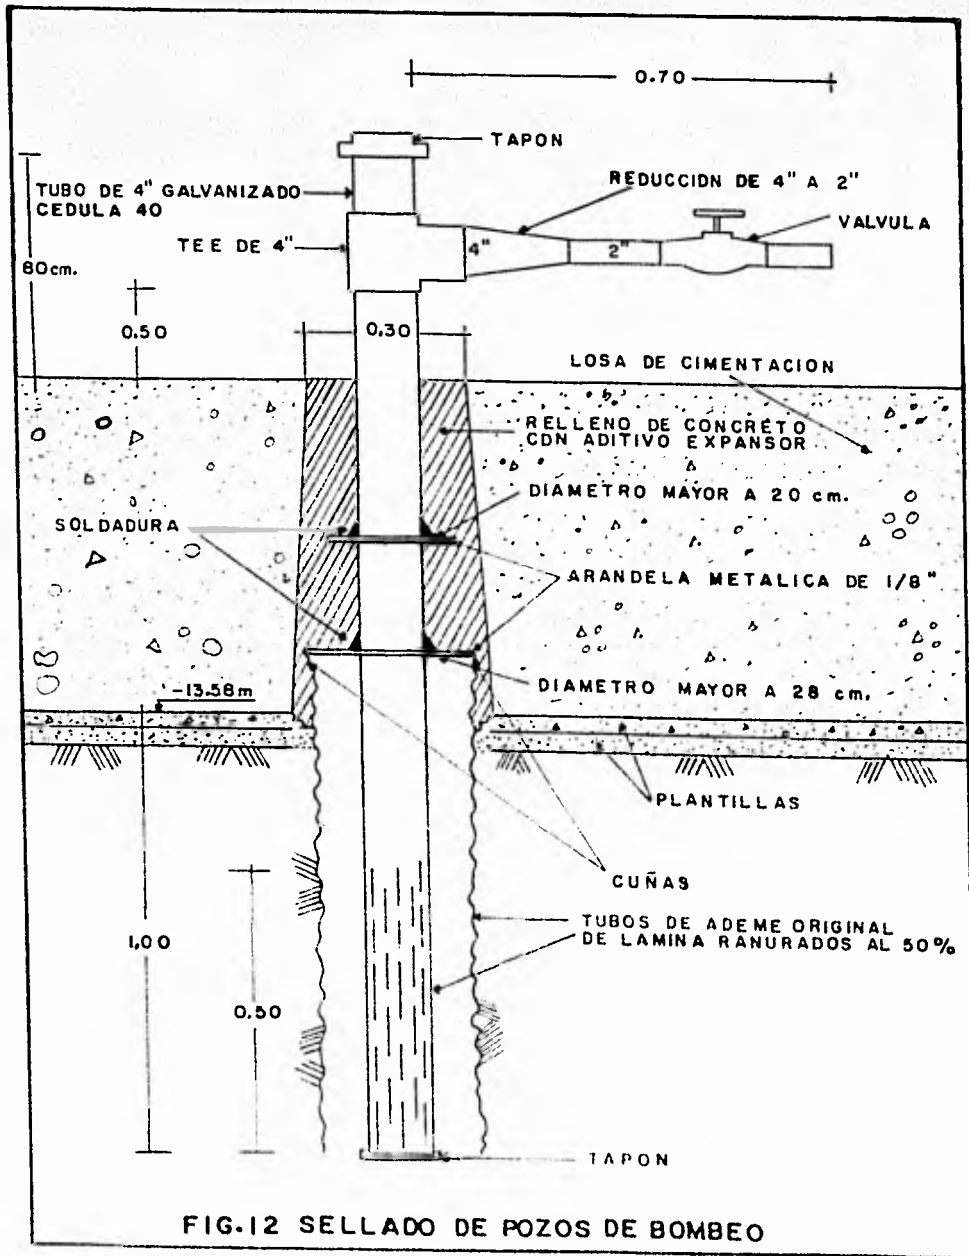 0.70
TAPON
TUBO DE 4" GALVANIZADO
CEDULA 40
REDUCCION DE 4" A 2"
VALVULA
TEE DE 4"
4"
2"
80cm.
0.50
0.30
LOSA DE CIMENTACION
RELLENO DE CONCRETO
CON ADITIVO EXPANSOR
DIAMETRO MAYOR A 20 cm.
SOLDADURA
ARANDELA METALICA DE 1/8"
-13.58m
DIAMETRO MAYOR A 28 cm.
PLANTILLAS
CUÑAS
TUBOS DE ADEME ORIGINAL
DE LAMINA RANURADOS AL 50%
1.00
0.50
TAPON
FIG.12 SELLADO DE POZOS DE BOMBEO